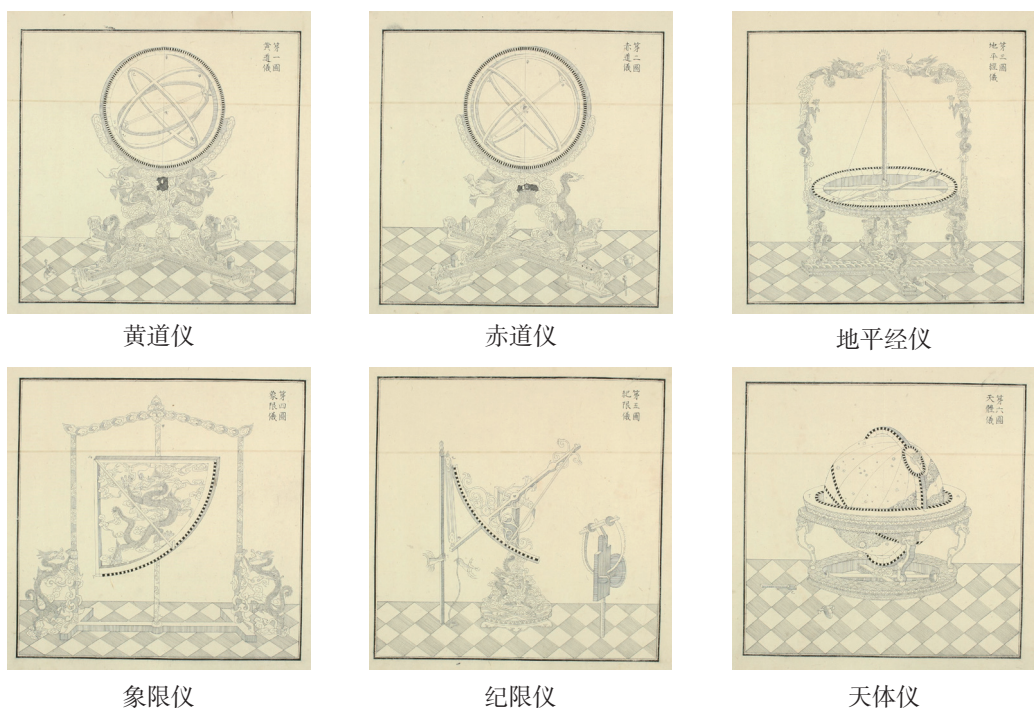 第一圖
黃道儀
第二圖
赤道儀
第三圖
地平經儀
黄道仪
赤道仪
地平经仪
第四圖
象限儀
第五圖
紀限儀
第六圖
天體儀
象限仪
纪限仪
天体仪